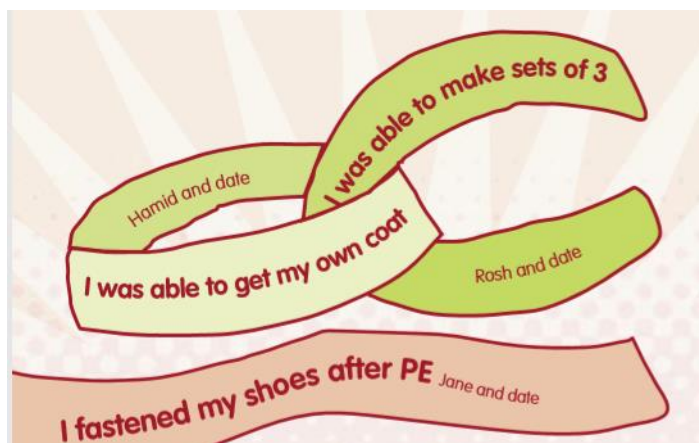 I was able to make sets of 3
Hamid and date
I was able to get my own coat
Rosh and date
I fastened my shoes after PE Jane and date